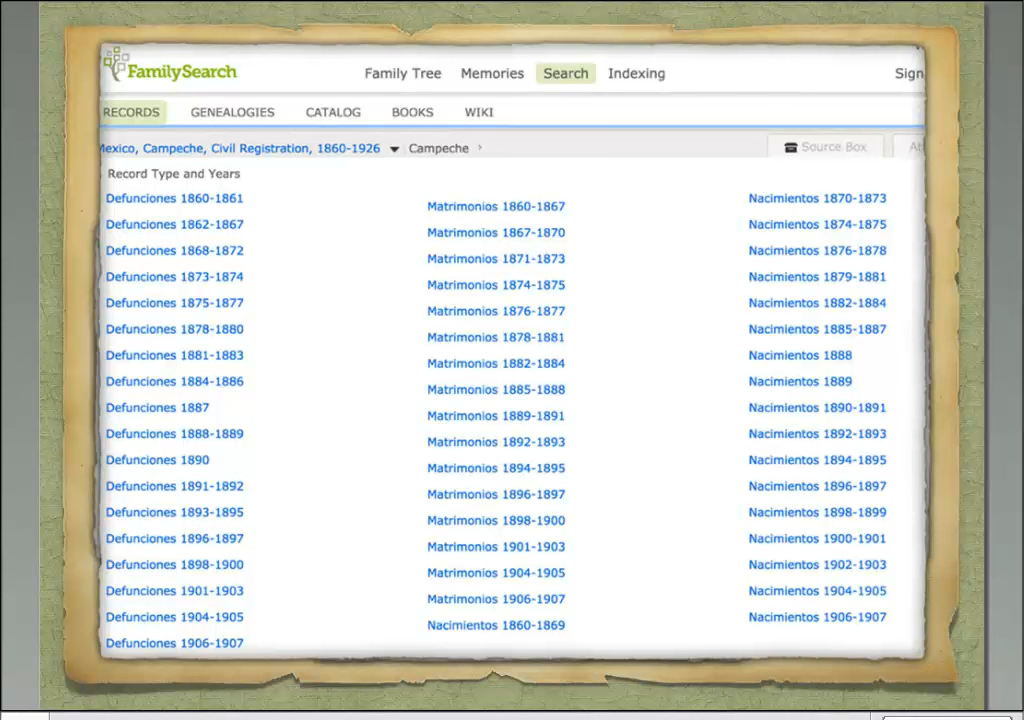 FamilySearch
Family Tree Memories Search Indexing Sign
RECORDS GENEALOGIES CATALOG BOOKS WIKI
Mexico, Campeche, Civil Registration, 1860-1926 Campeche
Source Box
At
Record Type and Years
Defunciones 1860-1861
Defunciones 1862-1867
Defunciones 1868-1872
Defunciones 1873-1874
Defunciones 1875-1877
Defunciones 1878-1880
Defunciones 1881-1883
Defunciones 1884-1886
Defunciones 1887
Defunciones 1888-1889
Defunciones 1890
Defunciones 1891-1892
Defunciones 1893-1895
Defunciones 1896-1897
Defunciones 1898-1900
Defunciones 1901-1903
Defunciones 1904-1905
Defunciones 1906-1907
Matrimonios 1860-1867
Matrimonios 1867-1870
Matrimonios 1871-1873
Matrimonios 1874-1875
Matrimonios 1876-1877
Matrimonios 1878-1881
Matrimonios 1882-1884
Matrimonios 1885-1888
Matrimonios 1889-1891
Matrimonios 1892-1893
Matrimonios 1894-1895
Matrimonios 1896-1897
Matrimonios 1898-1900
Matrimonios 1901-1903
Matrimonios 1904-1905
Matrimonios 1906-1907
Nacimientos 1860-1869
Nacimientos 1870-1873
Nacimientos 1874-1875
Nacimientos 1876-1878
Nacimientos 1879-1881
Nacimientos 1882-1884
Nacimientos 1885-1887
Nacimientos 1888
Nacimientos 1889
Nacimientos 1890-1891
Nacimientos 1892-1893
Nacimientos 1894-1895
Nacimientos 1896-1897
Nacimientos 1898-1899
Nacimientos 1900-1901
Nacimientos 1902-1903
Nacimientos 1904-1905
Nacimientos 1906-1907